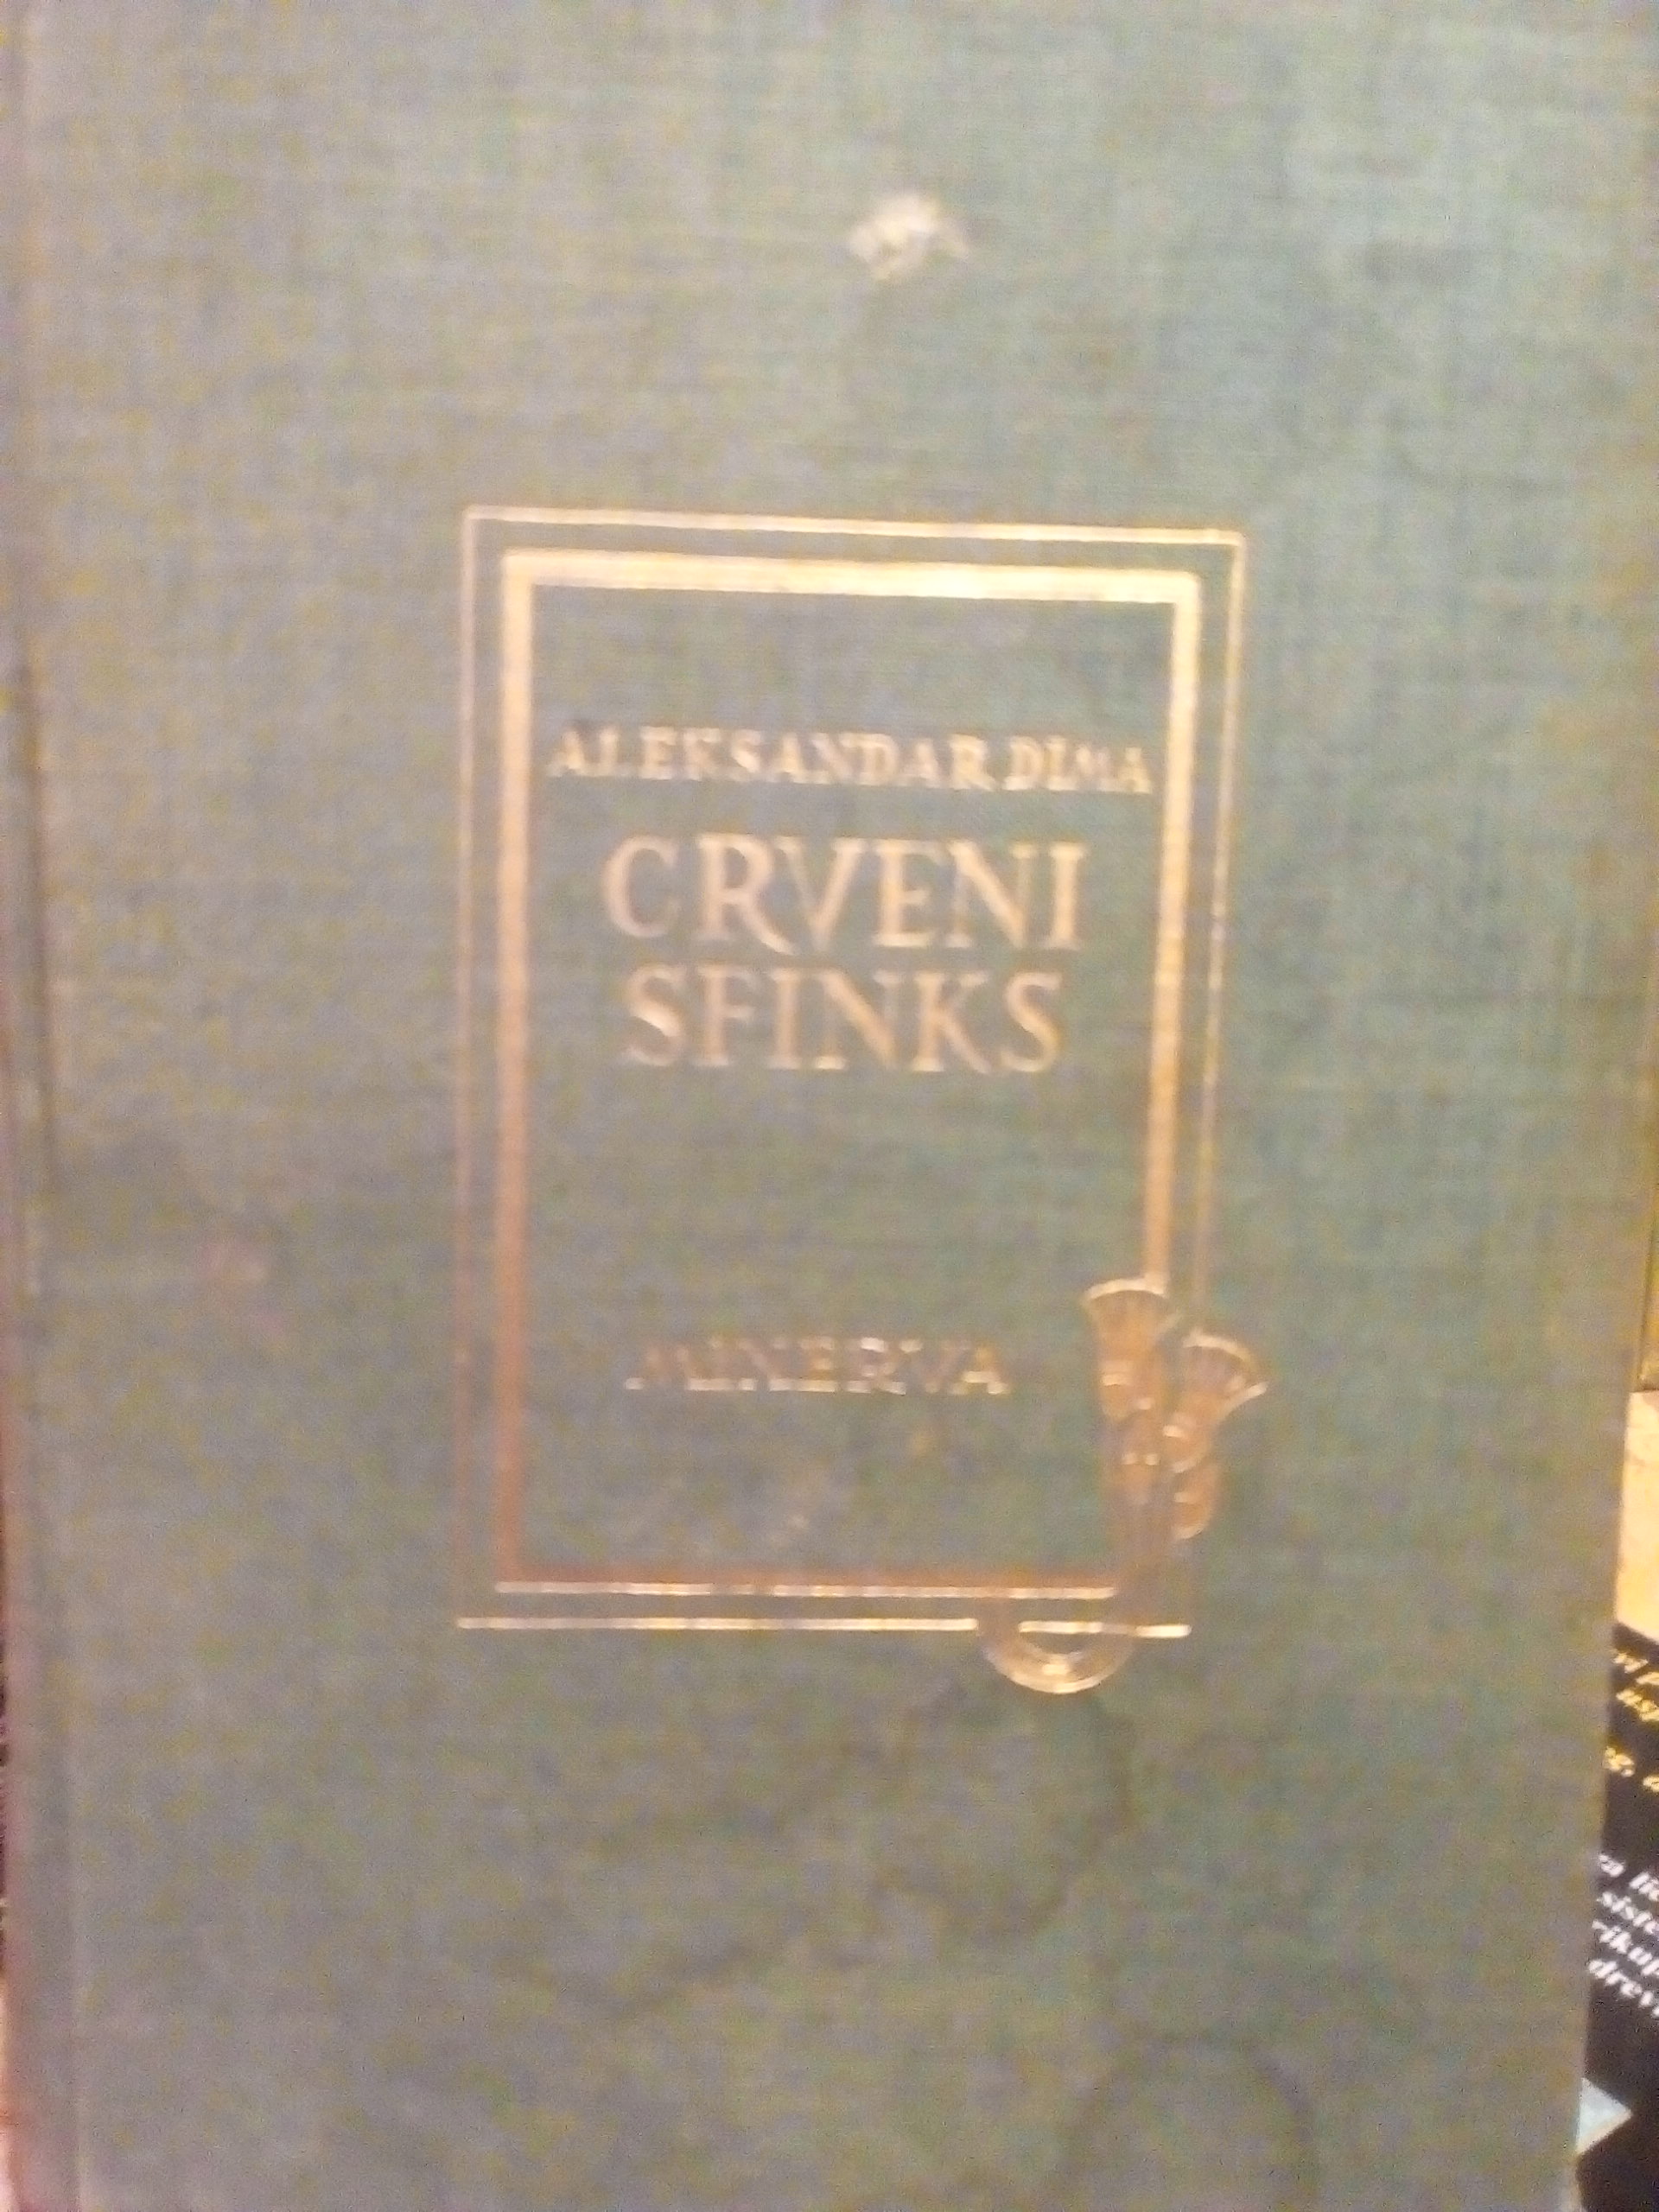 ALEKSANDAR DIMA
CRVENI
SFINKS
MINERVA